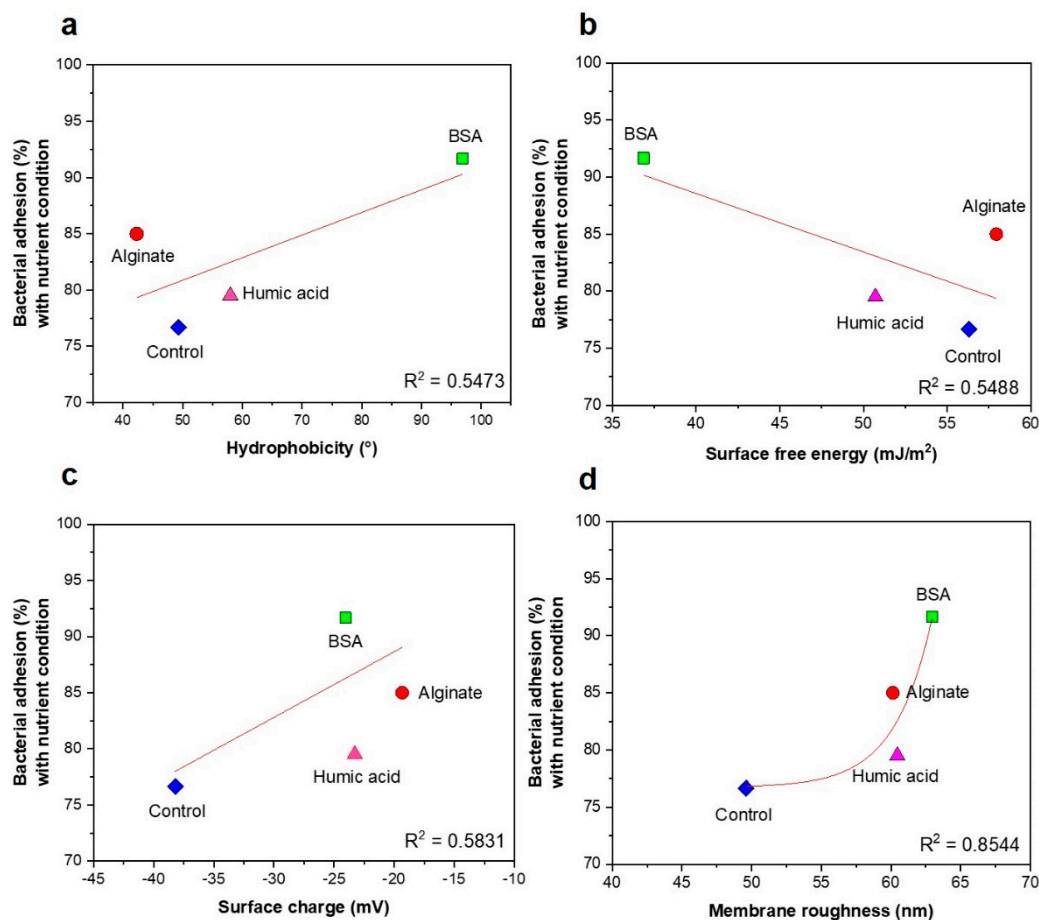 a
Bacterial adhesion (%)
with nutrient condition
100
95
90
85
80
75
70
BSA
Alginate
Humic acid
Control
R² = 0.5473
40 50 60 70 80 90 100
Hydrophobicity (°)
b
Bacterial adhesion (%)
with nutrient condition
100
95
90
85
80
75
70
BSA
Alginate
Humic acid
Control
R² = 0.5488
35 40 45 50 55 60
Surface free energy (mJ/m²)
c
Bacterial adhesion (%)
with nutrient condition
100
95
90
85
80
75
70
BSA
Alginate
Humic acid
Control
R² = 0.5831
-45 -40 -35 -30 -25 -20 -15 -10
Surface charge (mV)
d
Bacterial adhesion (%)
with nutrient condition
100
95
90
85
80
75
70
BSA
Alginate
Humic acid
Control
R² = 0.8544
40 45 50 55 60 65 70
Membrane roughness (nm)